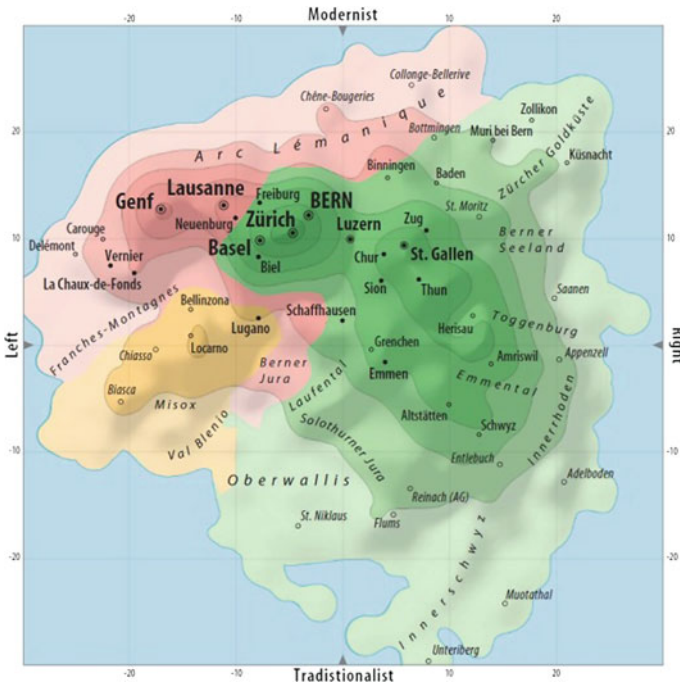 Modernist
-20
-10
10
20
Collonge-Bellerive
Chêne-Bougeries
Zollikon
Arc Lémanique
Bottmingen
Muri bei Bern
20
20
Zürcher Goldküste
Küsnacht
Binningen
Baden
Lausanne
Freiburg
Genf
BERN
St. Moritz
Neuenburg
Zürich
Zug
Carouge
Luzern
Berner
Seeland
10
10
Delémont
Basel
St. Gallen
Vernier
Biel
Chur
La Chaux-de-Fonds
Sion
Thun
Saanen
Franches-Montagnes
Bellinzona
Schaffhausen
Toggenburg
Lugano
Herisau
Left
Right
Chiasso
Locarno
Grenchen
Amriswil
Appenzell
Berner
Jura
Laufental
Emmen
Emmental
Biasca
Misox
Altstätten
Innerrhoden
Val Blenio
Solothurner Jura
Schwyz
-10
-10
Entlebuch
Oberwallis
Adelboden
Reinach (AG)
St. Niklaus
Flums
-20
-20
Innerschwyz
Muotathal
Unteriberg
-20
-10
10
20
Tradistionalist